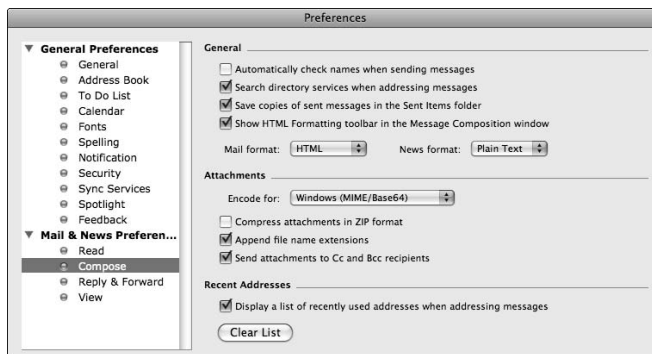 Preferences
General Preferences
General
Address Book
To Do List
Calendar
Fonts
Spelling
Notification
Security
Sync Services
Spotlight
Feedback
Mail & News Preferen...
Read
Compose
Reply & Forward
View
General
Automatically check names when sending messages
Search directory services when addressing messages
Save copies of sent messages in the Sent Items folder
Show HTML Formatting toolbar in the Message Composition window
Mail format: HTML News format: Plain Text
Attachments
Encode for: Windows (MIME/Base64)
Compress attachments in ZIP format
Append file name extensions
Send attachments to Cc and Bcc recipients
Recent Addresses
Display a list of recently used addresses when addressing messages
Clear List